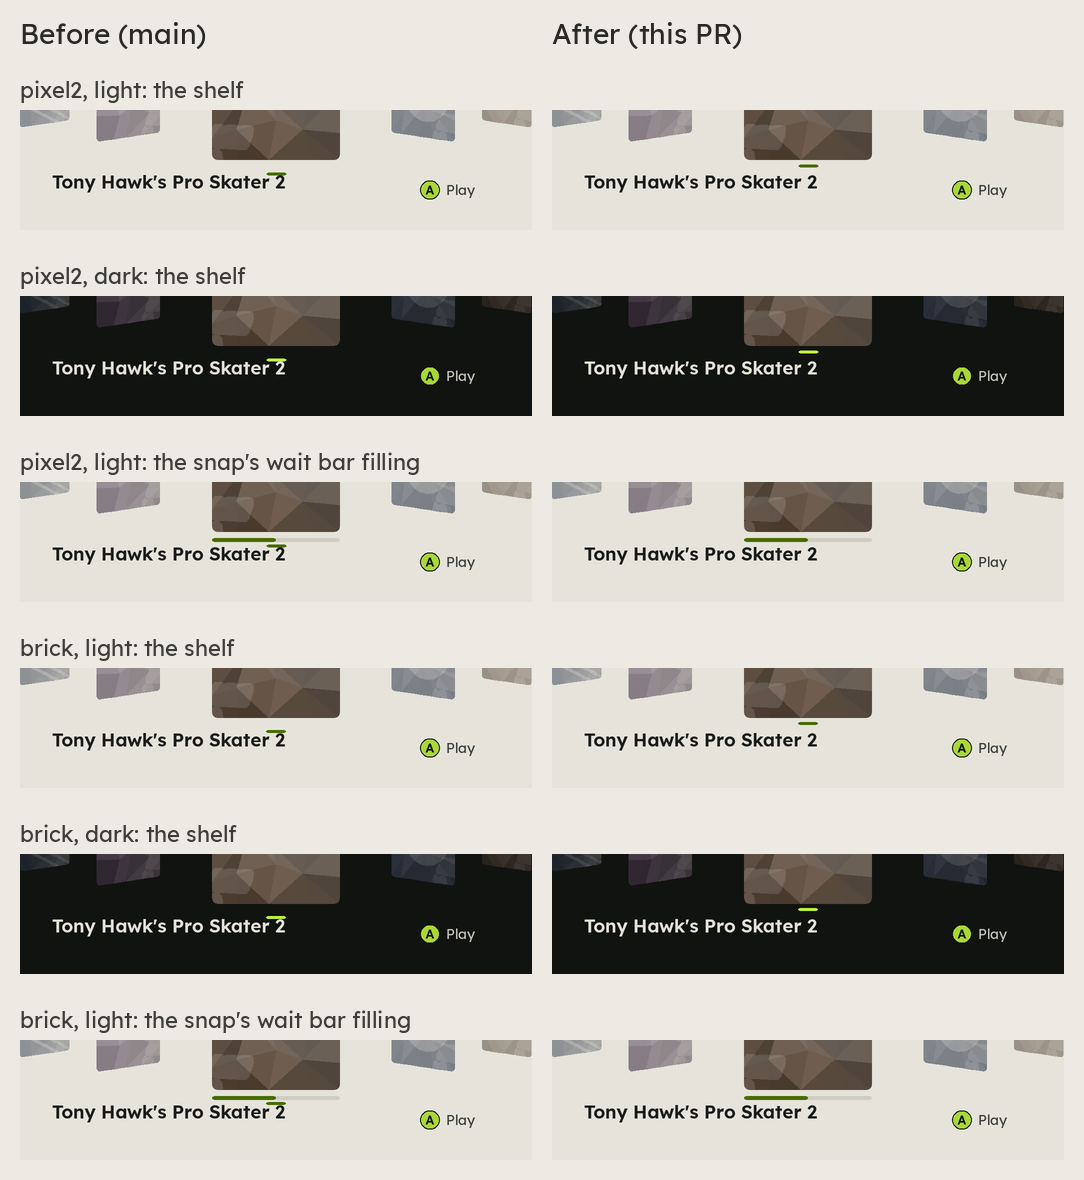 Before (main)
After (this PR)
pixel2, light: the shelf
Tony Hawk's Pro Skater 2
A Play
Tony Hawk's Pro Skater 2
A Play
pixel2, dark: the shelf
Tony Hawk's Pro Skater 2
A Play
Tony Hawk's Pro Skater 2
A Play
pixel2, light: the snap's wait bar filling
Tony Hawk's Pro Skater 2
A Play
Tony Hawk's Pro Skater 2
A Play
brick, light: the shelf
Tony Hawk's Pro Skater 2
A Play
Tony Hawk's Pro Skater 2
A Play
brick, dark: the shelf
Tony Hawk's Pro Skater 2
A Play
Tony Hawk's Pro Skater 2
A Play
brick, light: the snap's wait bar filling
Tony Hawk's Pro Skater 2
A Play
Tony Hawk's Pro Skater 2
A Play